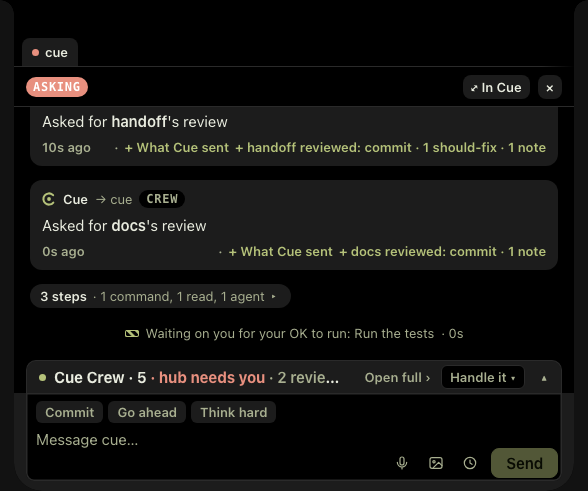 cue
ASKING
In Cue ×
Asked for handoff's review
10s ago · + What Cue sent + handoff reviewed: commit · 1 should-fix · 1 note
Cue → cue CREW
Asked for docs's review
0s ago · + What Cue sent + docs reviewed: commit · 1 note
3 steps · 1 command, 1 read, 1 agent ▸
Waiting on you for your OK to run: Run the tests · 0s
Cue Crew · 5 · hub needs you · 2 revie... Open full › Handle it ▾ ▴
Commit Go ahead Think hard
Message cue...
Send